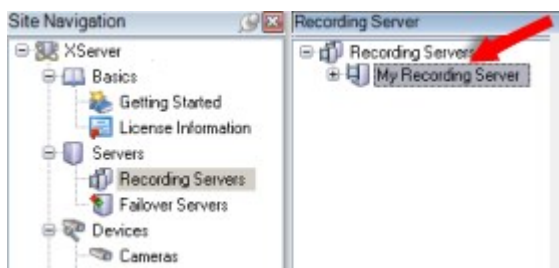 Site Navigation
XServer
Basics
Getting Started
License Information
Servers
Recording Servers
Failover Servers
Devices
Cameras
Recording Server
Recording Servers
My Recording Server